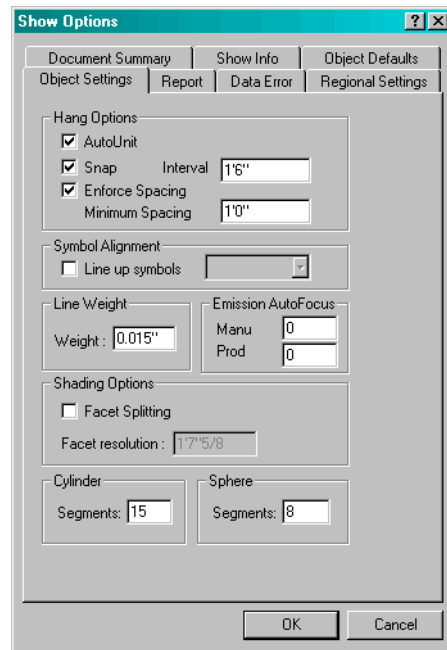 Show Options
Document Summary Show Info Object Defaults
Object Settings Report Data Error Regional Settings
Hang Options
AutoUnit
Snap Interval 1'6"
Enforce Spacing
Minimum Spacing 1'0"
Symbol Alignment
Line up symbols
Line Weight
Weight : 0.015"
Emission AutoFocus
Manu 0
Prod 0
Shading Options
Facet Splitting
Facet resolution : 1'7"5/8
Cylinder
Segments: 15
Sphere
Segments: 8
OK Cancel